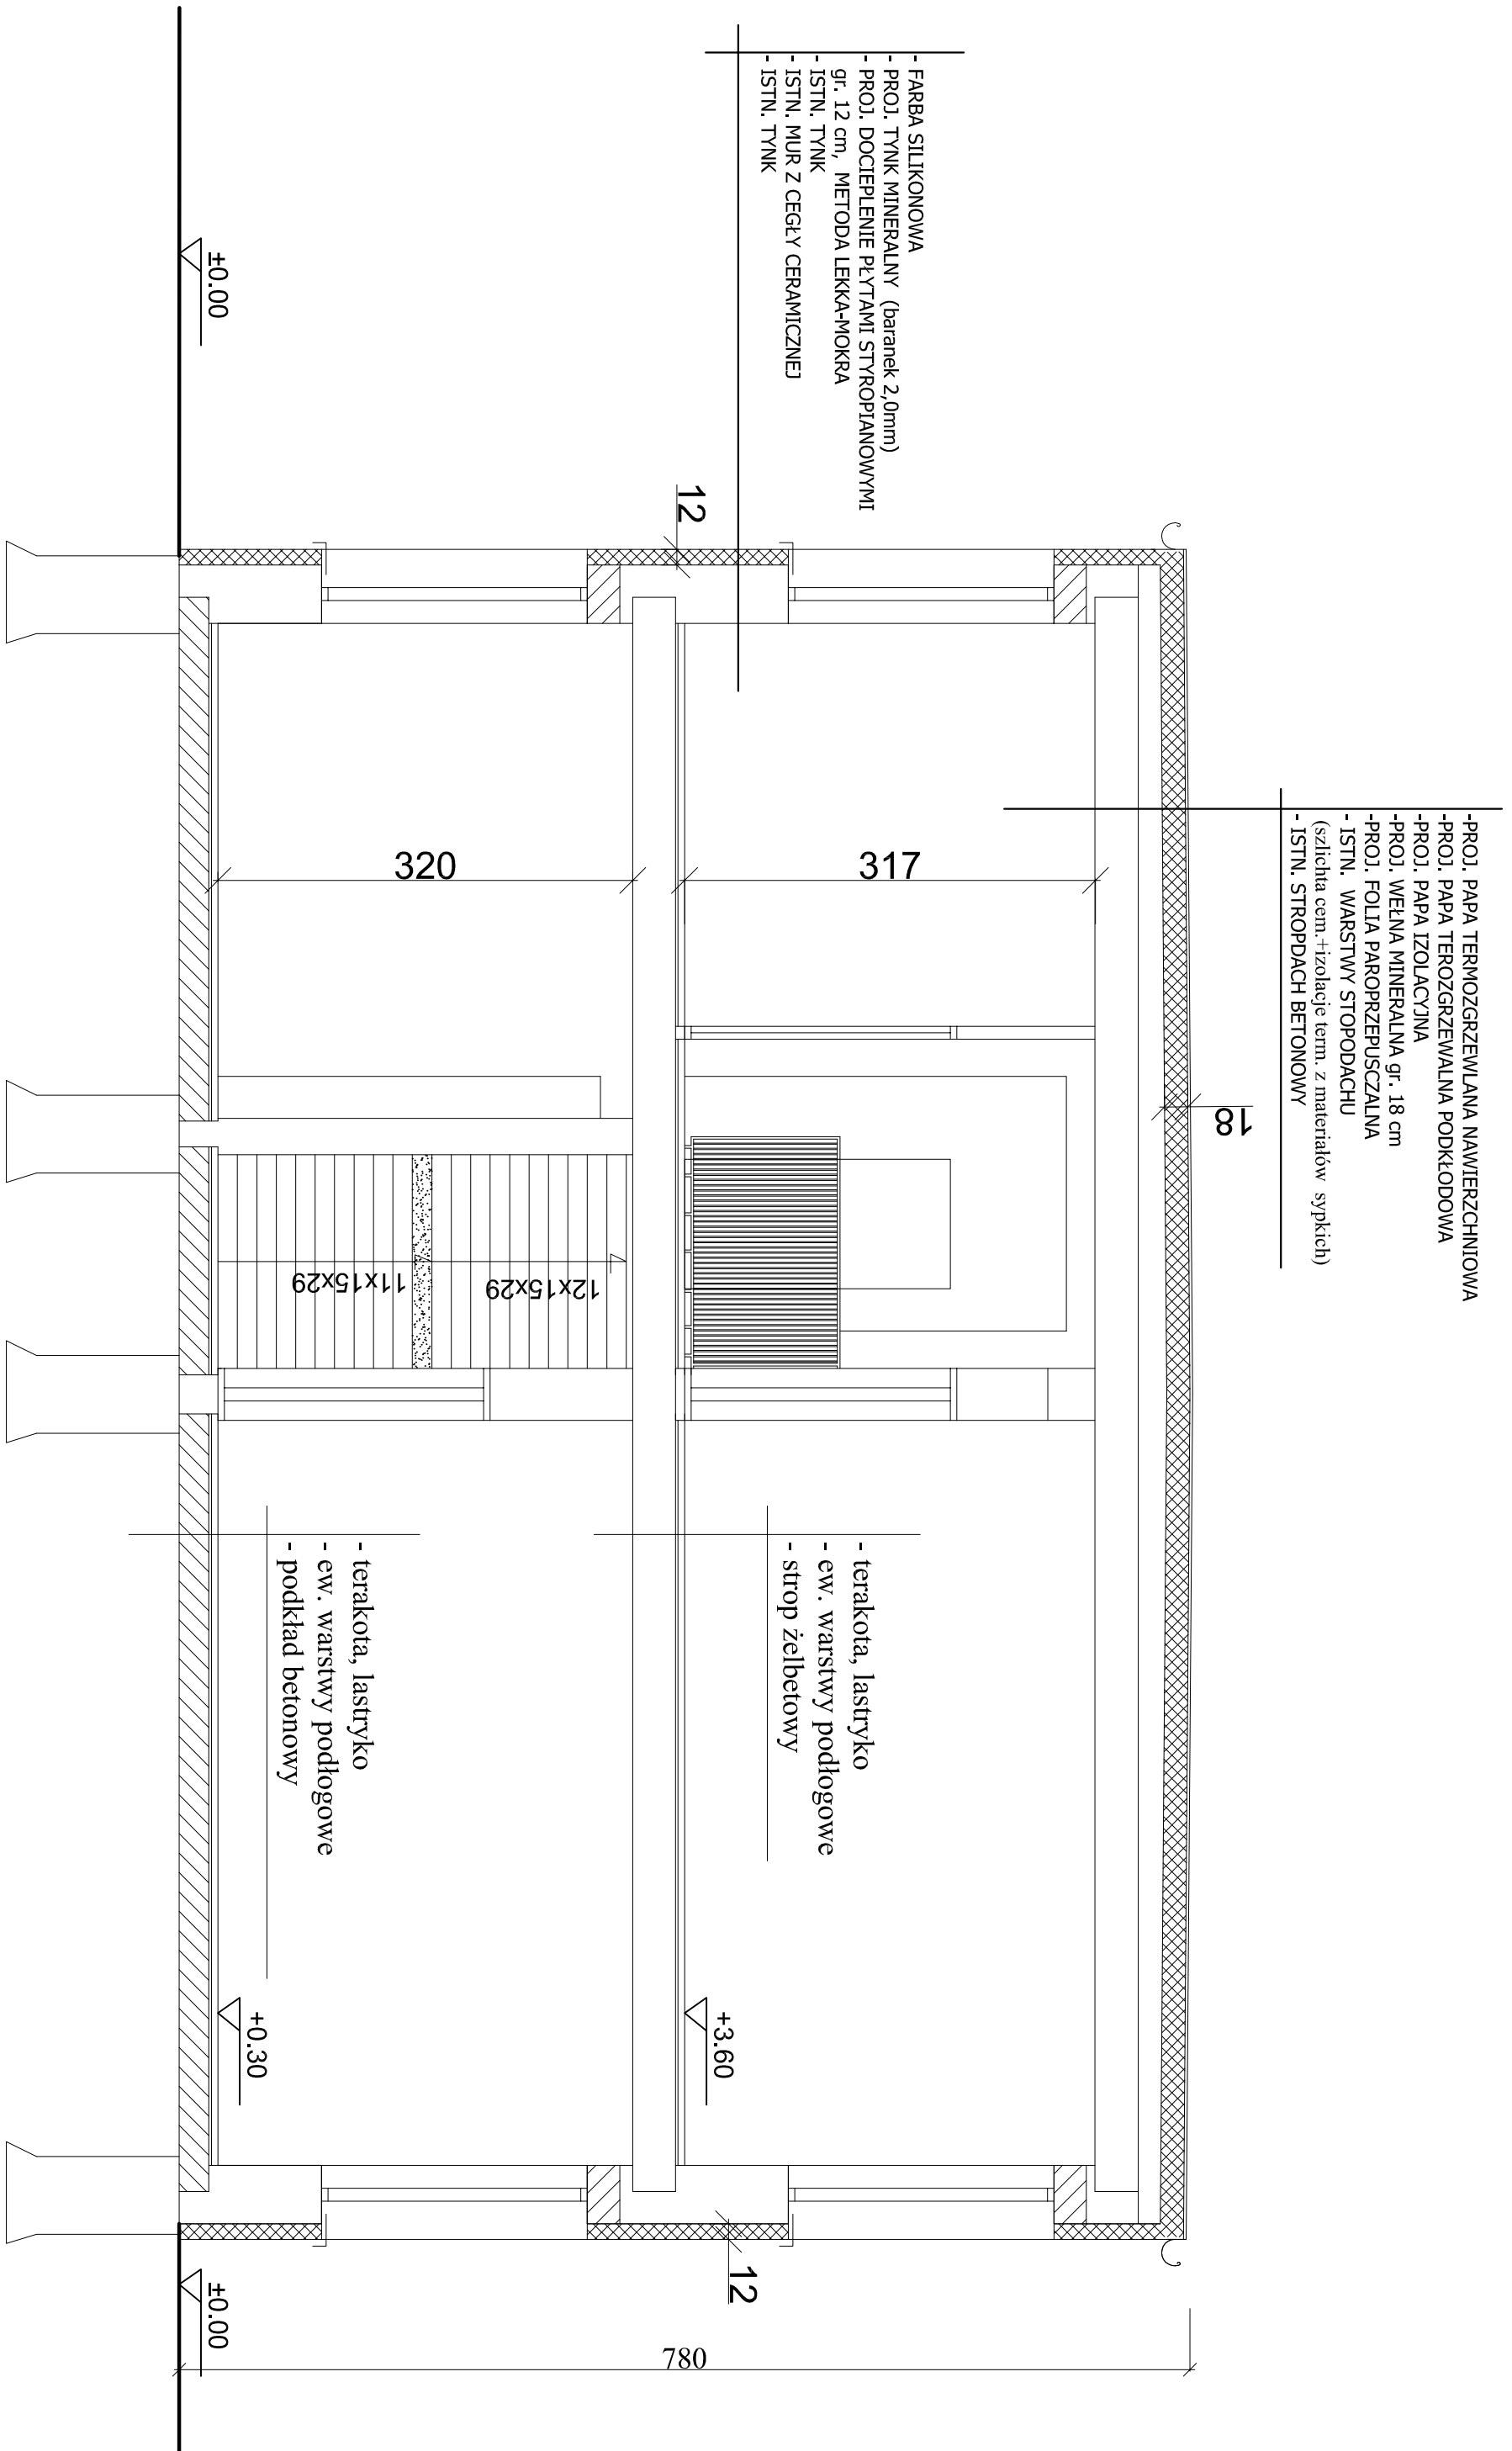 - FARBA SILIKONOWA
- PROJ. TYNK MINERALNY (baranek 2,0mm)
- PROJ. DOCIEPLENIE PŁYTAMI STYROPIANOWYMI
gr. 12 cm, METODA LEKKA-MOKRA
- ISTN. TYNK
- ISTN. MUR Z CEGŁY CERAMICZNEJ
- ISTN. TYNK
-PROJ. PAPA TERMOZGRZEWLANA NAWIERZCHNIOWA
-PROJ. PAPA TEROZGRZEWALNA PODKŁODOWA
-PROJ. PAPA IZOLACYJNA
-PROJ. WEŁNA MINERALNA gr. 18 cm
-PROJ. FOLIA PAROPRZEPUSCZALNA
- ISTN. WARSTWY STOPODACHU
(szlichta cem.+izolacje term. z materiałów sypkich)
- ISTN. STROPDACH BETONOWY
18
12
317
320
12x15x29
11x15x29
- terakota, lastryko
- ew. warstwy podłogowe
- strop żelbetowy
- terakota, lastryko
- ew. warstwy podłogowe
- podkład betonowy
+3.60
+0.30
12
±0.00
±0.00
780